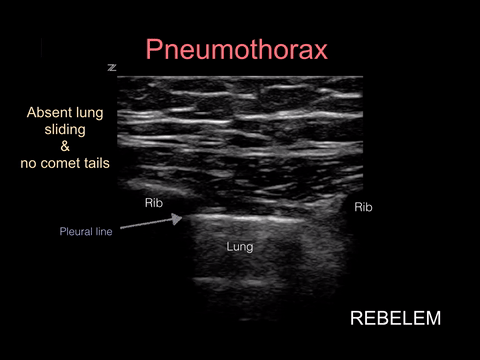 Pneumothorax
Absent lung
sliding
&
no comet tails
Rib
Rib
Pleural line
Lung
REBELEM